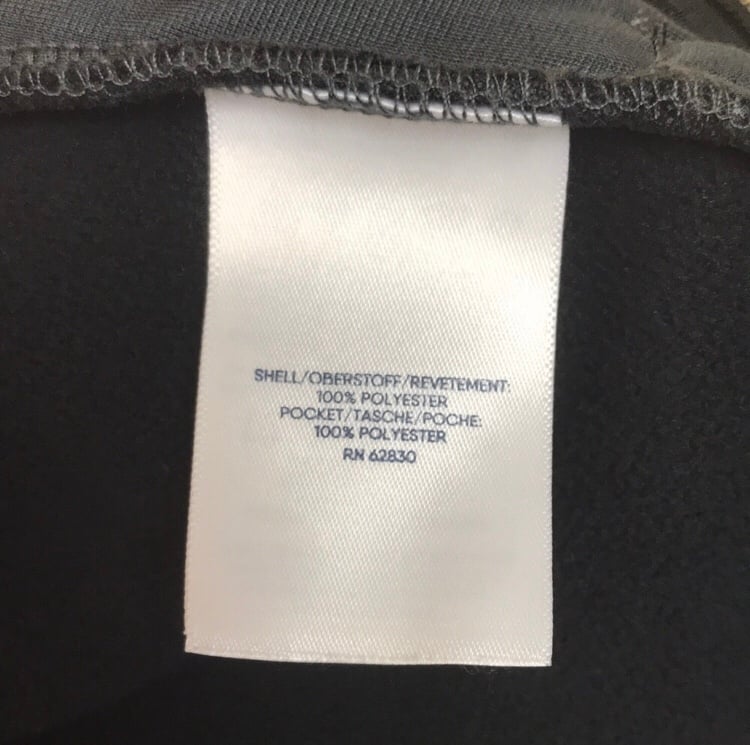 SHELL/OBERSTOFF/REVETEMENT:
100% POLYESTER
POCKET/TASCHE/POCHE:
100% POLYESTER
RN 62830